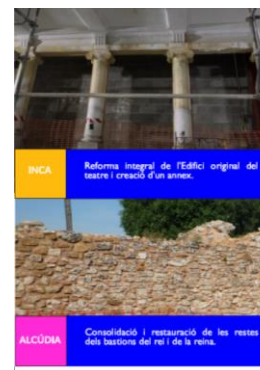 INCA
Reforma integral de l'Edifici original del
teatre i creació d'un annex.
ALCÚDIA
Consolidació i restauració de les restes
dels bastions del rei i de la reina.